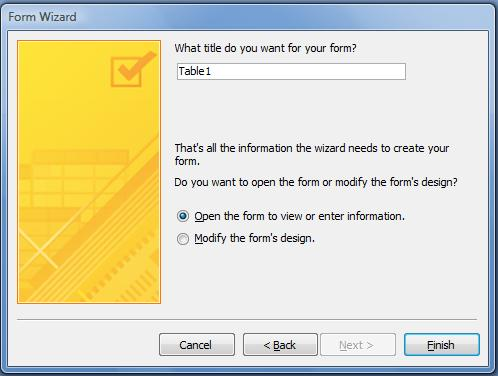 Form Wizard
What title do you want for your form?
Table1
That's all the information the wizard needs to create your
form.
Do you want to open the form or modify the form's design?
Open the form to view or enter information.
Modify the form's design.
Cancel
< Back
Next >
Finish